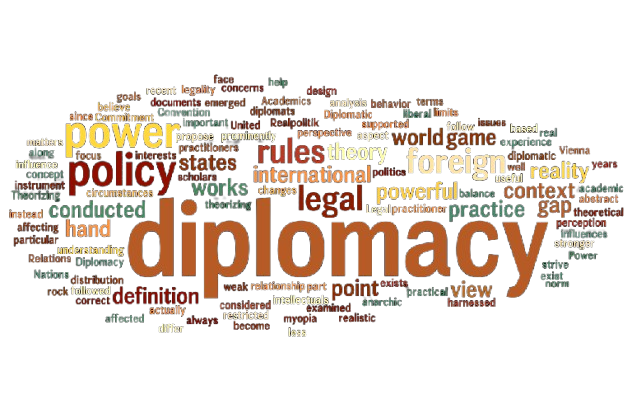 face
concerns
help
goals
recent
legality
design
believe
documents
emerged
Academics
analysis
behavior
terms
since
Commitment
Convention
diplomats
Diplomatic
liberal
limits
important
United
Realpolitik
supported
follow
issues
based
real
power
propose
prominently
perspective
aspect
world
game
experience
matters
practitioners
rules
theory
along
focus
interests
states
foreign
diplomatic
Vienna
influence
policy
scholars
international
politics
well
reality
years
concept
useful
instrument
circumstances
works
changes
legal
powerful
balance
context
academic
Theorizing
theorizing
abstract
instead
conducted
Legal
practitioner
practice
gap
theoretical
affecting
hand
diplomacy
perception
particular
influences
understanding
stronger
Relations
Diplomacy
Power
strive
Nations
distribution
weak
relationship
part
point
exists
exist
rock
followed
definition
practical
view
norm
correct
considered
intellectuals
anarchic
harnessed
actually
restricted
examined
affected
always
become
myopia
realistic
differ
less